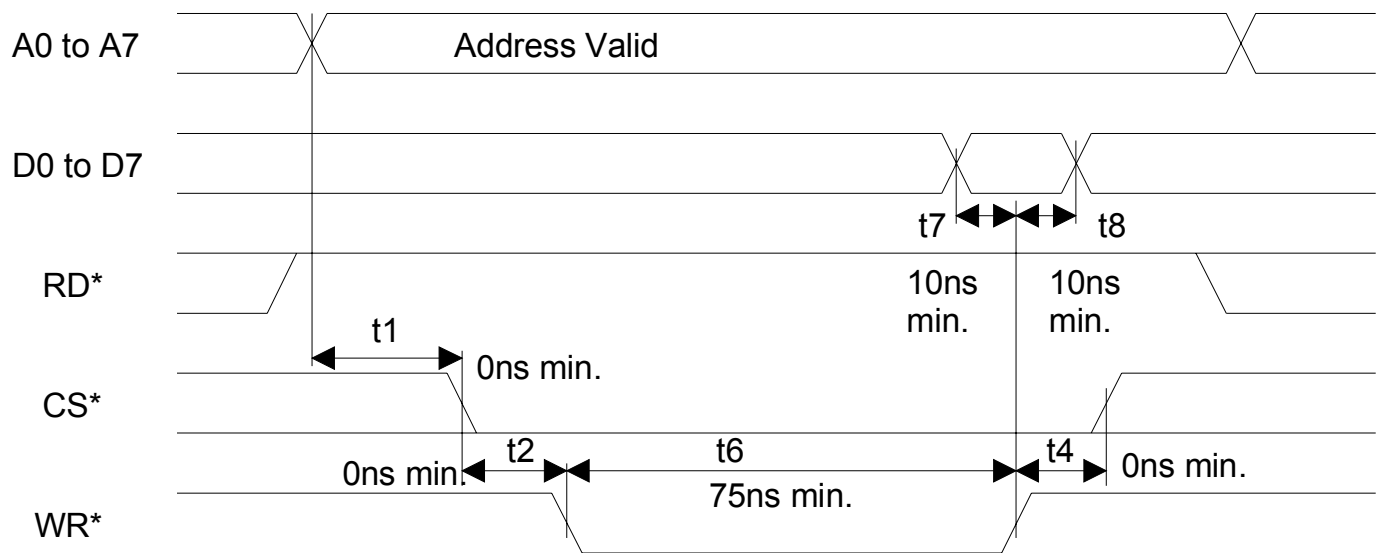 A0 to A7
Address Valid
D0 to D7
t7
t8
RD*
10ns
min.
10ns
min.
t1
0ns min.
CS*
t2
t6
t4
0ns min.
75ns min.
0ns min.
WR*